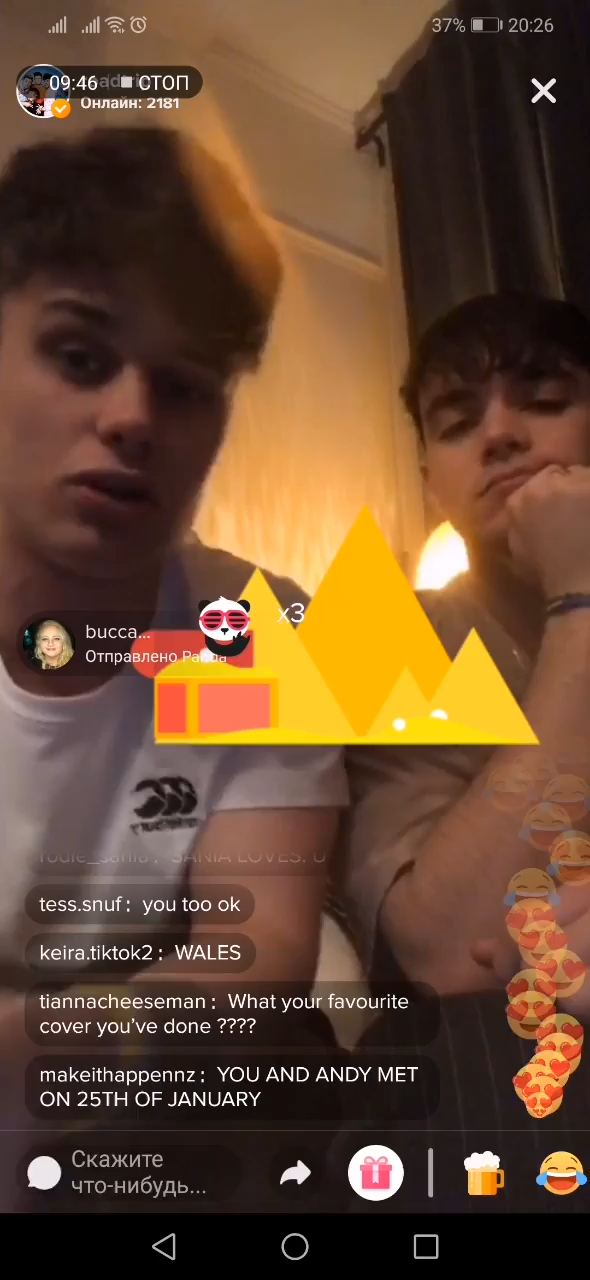 37% 20:26
09:46 СТОП
Онлайн: 2181
bucca... x3
Отправлено Panda
SANIA LOVES. U
tess.snuf: you too ok
keira.tiktok2: WALES
tiannacheeseman: What your favourite
cover you've done ????
makeithappennz: YOU AND ANDY MET
ON 25TH OF JANUARY
Скажите
что-нибудь...